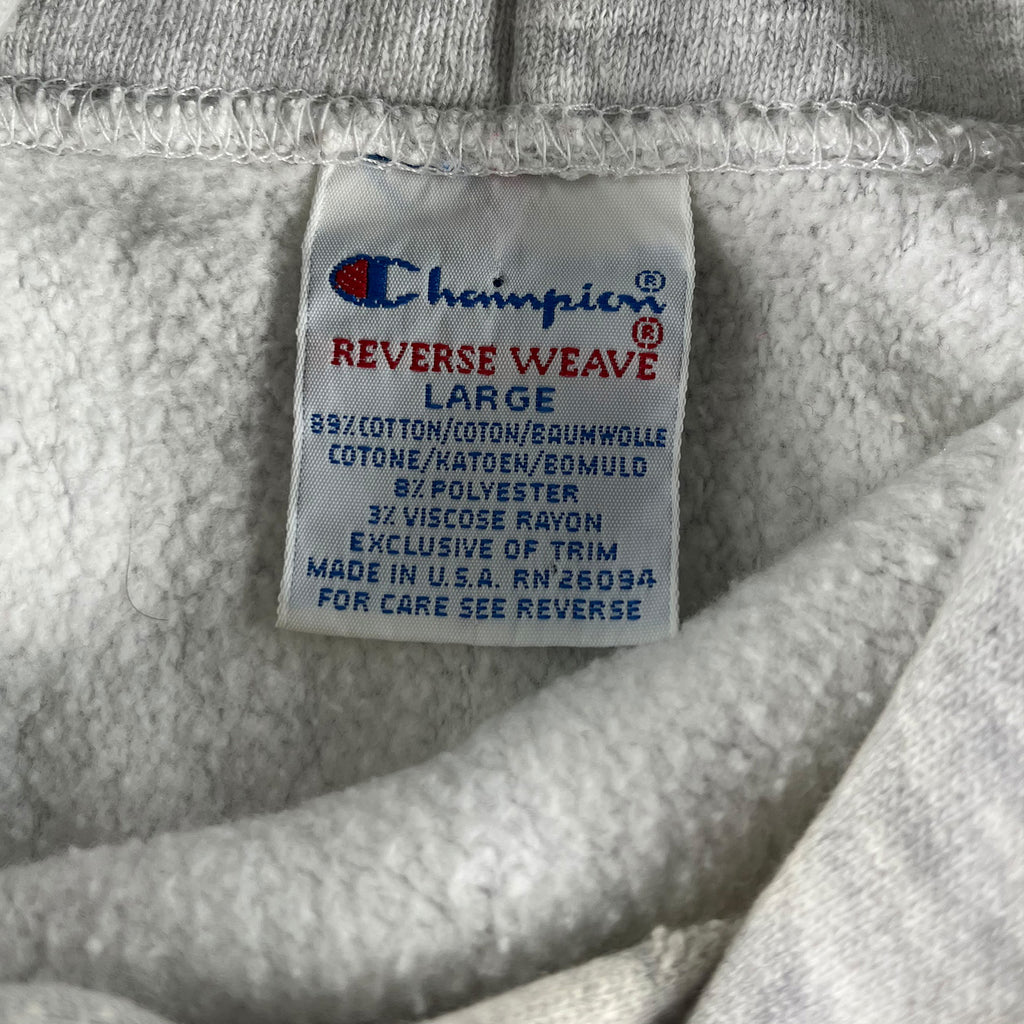 Champion®
REVERSE WEAVE®
LARGE
89% COTTON/COTON/BAUMWOLLE
COTONE/KATOEN/BOMULD
8% POLYESTER
3% VISCOSE RAYON
EXCLUSIVE OF TRIM
MADE IN U.S.A. RN 26094
FOR CARE SEE REVERSE